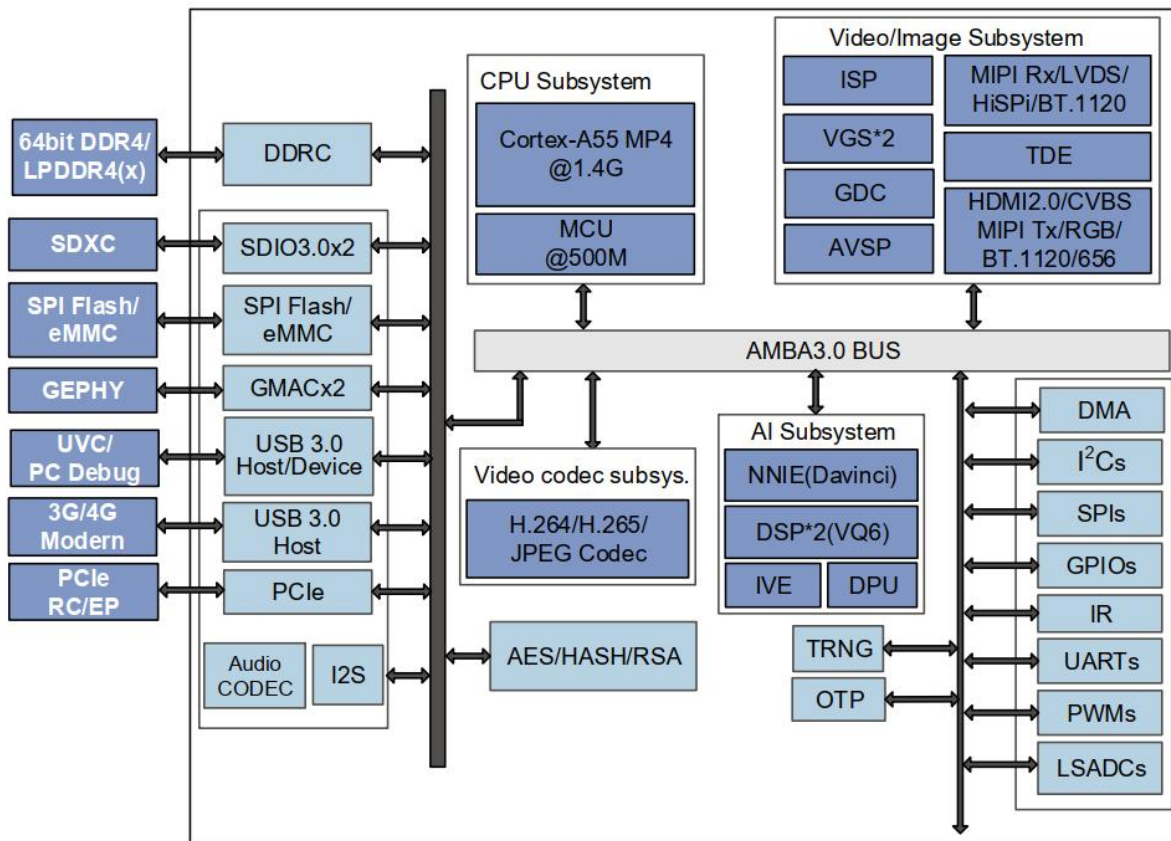 64bit DDR4/
LPDDR4(x)
SDXC
SPI Flash/
eMMC
GEPHY
UVC/
PC Debug
3G/4G
Modern
PCIe
RC/EP
DDRC
SDIO3.0x2
SPI Flash/
eMMC
GMACx2
USB 3.0
Host/Device
USB 3.0
Host
PCIe
Audio
CODEC
I2S
CPU Subsystem
Cortex-A55 MP4
@1.4G
MCU
@500M
Video/Image Subsystem
ISP
VGS*2
GDC
AVSP
MIPI Rx/LVDS/
HiSPi/BT.1120
TDE
HDMI2.0/CVBS
MIPI Tx/RGB/
BT.1120/656
AMBA3.0 BUS
Video codec subsys.
H.264/H.265/
JPEG Codec
AI Subsystem
NNIE(Davinci)
DSP*2(VQ6)
IVE
DPU
AES/HASH/RSA
TRNG
OTP
DMA
I²Cs
SPIs
GPIOs
IR
UARTs
PWMs
LSADCs